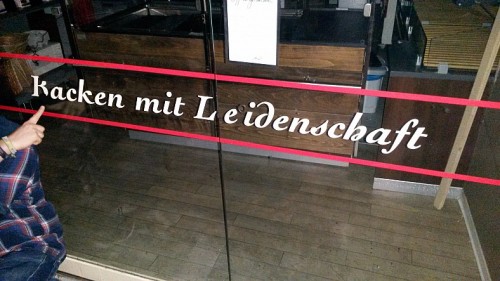 Kacken mit Leidenschaft